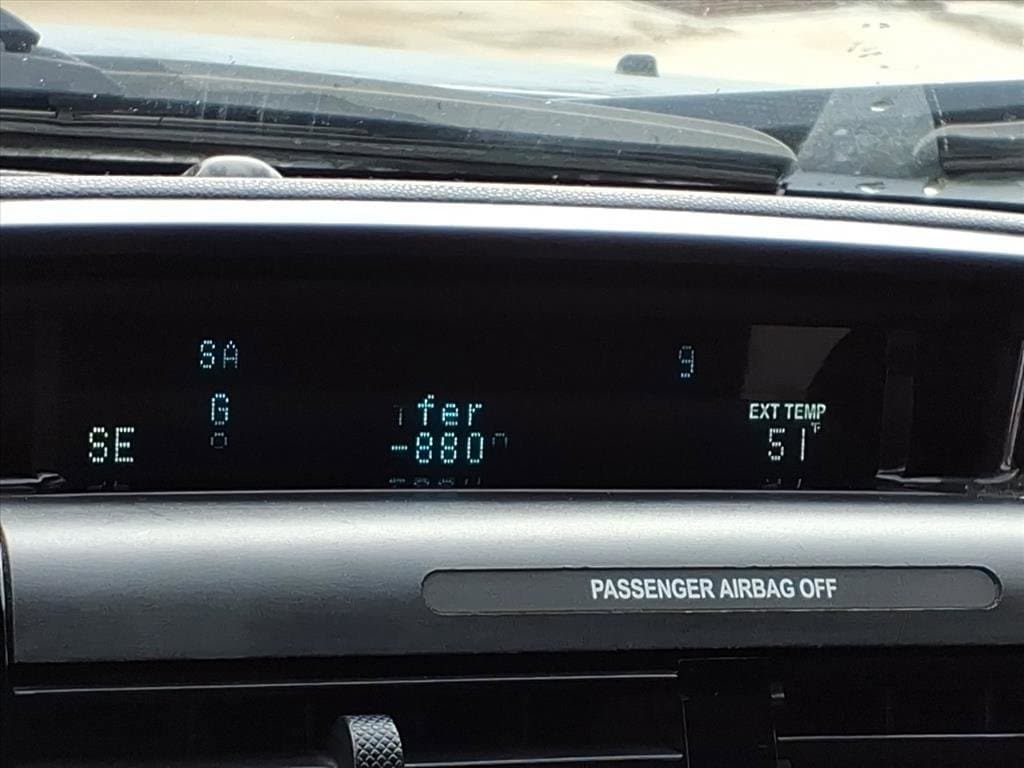 SA
9
G
fer
EXT TEMP
SE
-880
51°F
PASSENGER AIRBAG OFF